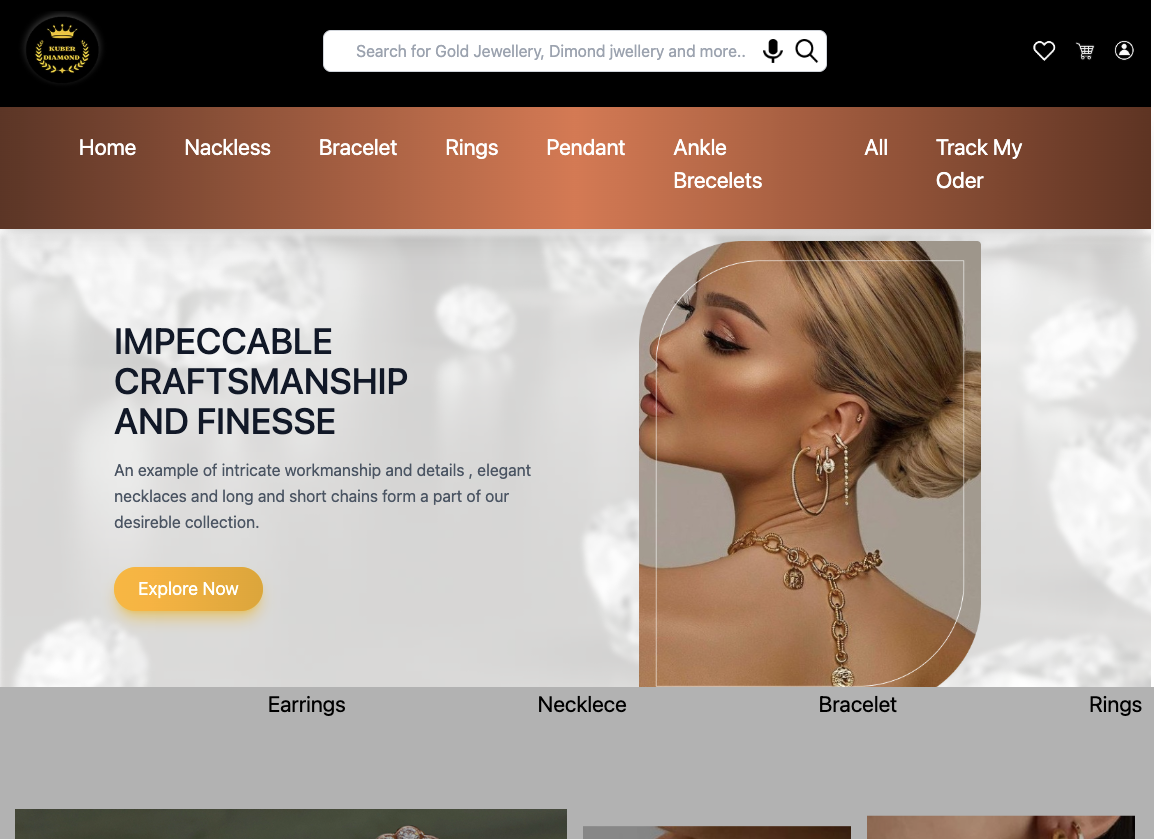 KUBER
DIAMOND
Search for Gold Jewellery, Dimond jwellery and more..
Home
Nackless
Bracelet
Rings
Pendant
Ankle
Brecelets
All
Track My
Oder
IMPECCABLE
CRAFTSMANSHIP
AND FINESSE
An example of intricate workmanship and details , elegant
necklaces and long and short chains form a part of our
desireble collection.
Explore Now
Earrings
Necklece
Bracelet
Rings